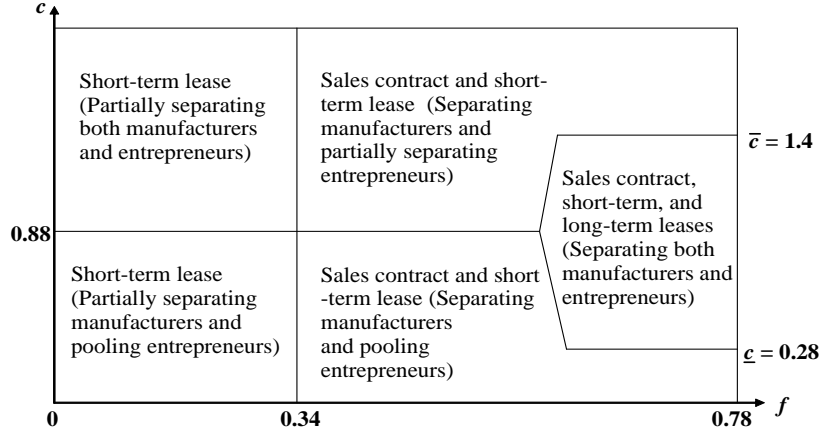 c
Short-term lease
(Partially separating
both manufacturers
and entrepreneurs)
Sales contract and short-
term lease (Separating
manufacturers and
partially separating
entrepreneurs)
c̅ = 1.4
Sales contract,
short-term, and
long-term leases
(Separating both
manufacturers and
entrepreneurs)
0.88
Short-term lease
(Partially separating
manufacturers and
pooling entrepreneurs)
Sales contract and short
-term lease (Separating
manufacturers
and pooling
entrepreneurs)
c̲ = 0.28
0
0.34
0.78
f